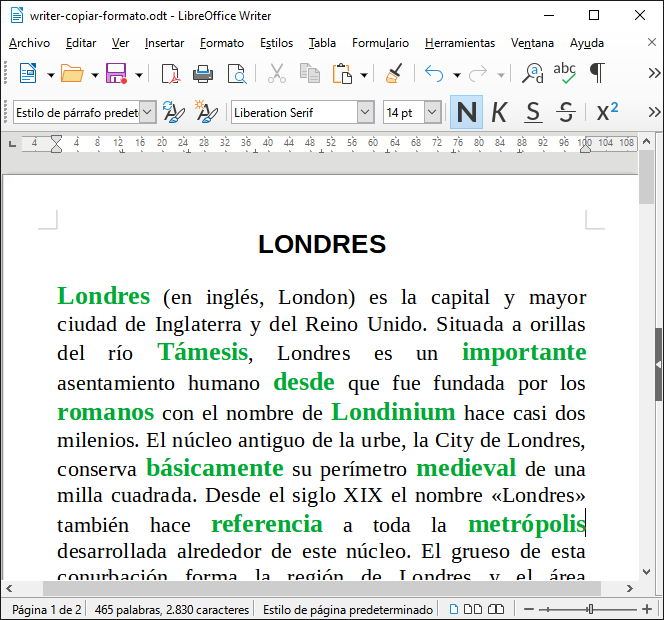 writer-copiar-formato.odt - LibreOffice Writer
Archivo Editar Ver Insertar Formato Estilos Tabla Formulario Herramientas Ventana Ayuda
abc
Estilo de párrafo predet Liberation Serif 14 pt N K S S X²
4 4 8 12 16 20 24 28 32 36 40 44 48 52 56 60 64 68 72 76 80 84 88 92 96 100 104 108
LONDRES
Londres (en inglés, London) es la capital y mayor
ciudad de Inglaterra y del Reino Unido. Situada a orillas
del río Támesis, Londres es un importante
asentamiento humano desde que fue fundada por los
romanos con el nombre de Londinium hace casi dos
milenios. El núcleo antiguo de la urbe, la City de Londres,
conserva básicamente su perímetro medieval de una
milla cuadrada. Desde el siglo XIX el nombre «Londres»
también hace referencia a toda la metrópolis
desarrollada alrededor de este núcleo. El grueso de esta
conurbación forma la región de Londres y el área
Página 1 de 2 465 palabras, 2.830 caracteres Estilo de página predeterminado